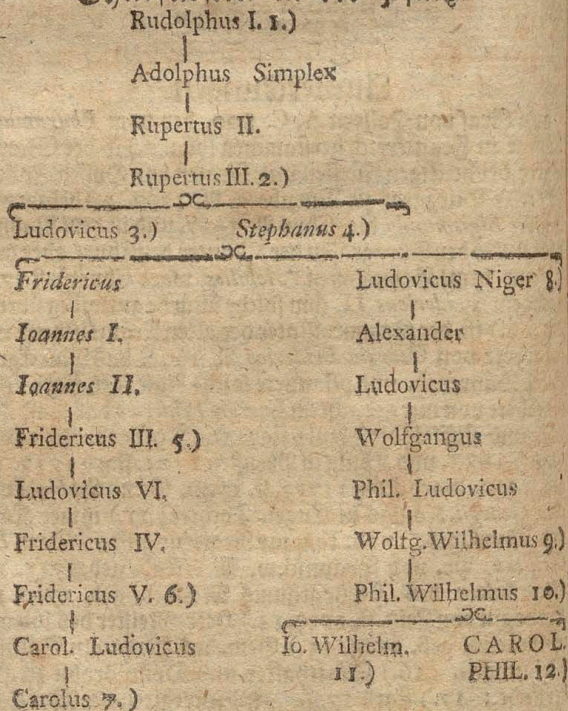 Rudolphus I. 1.)
Adolphus Simplex
Rupertus II.
Rupertus III. 2.)
Ludovicus 3.) Stephanus 4.)
Fridericus Ludovicus Niger 8.)
Ioannes I. Alexander
Ioannes II. Ludovicus
Fridericus III. 5.) Wolfgangus
Ludovicus VI. Phil. Ludovicus
Fridericus IV. Wolfg. Wilhelmus 9.)
Fridericus V. 6.) Phil. Wilhelmus 10.)
Carol. Ludovicus Io. Wilhelm. CAROL.
11.) PHIL. 12.)
Carolus 7.)